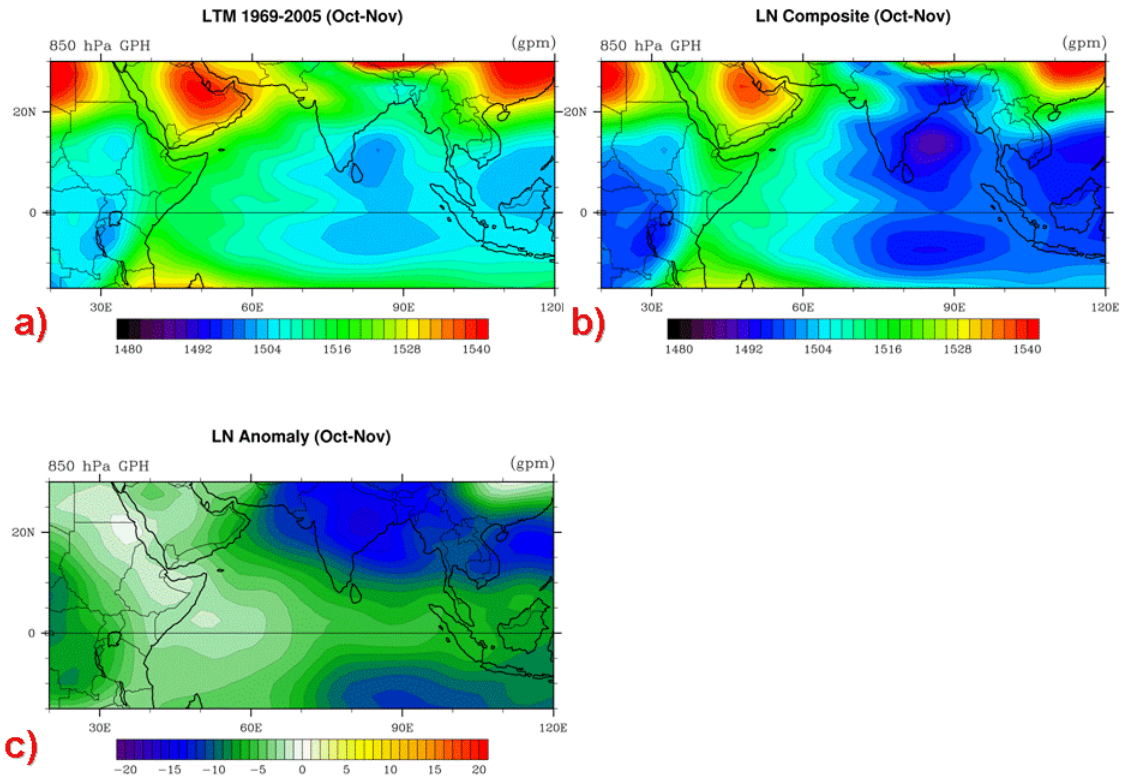 LTM 1969-2005 (Oct-Nov)
850 hPa GPH (gpm)
20N
0
30E 60E 90E 120E
a)
1480 1492 1504 1516 1528 1540
LN Composite (Oct-Nov)
850 hPa GPH (gpm)
20N
0
30E 60E 90E 120E
b)
1480 1492 1504 1516 1528 1540
LN Anomaly (Oct-Nov)
850 hPa GPH (gpm)
20N
0
30E 60E 90E 120E
c)
−20 −15 −10 −5 0 5 10 15 20